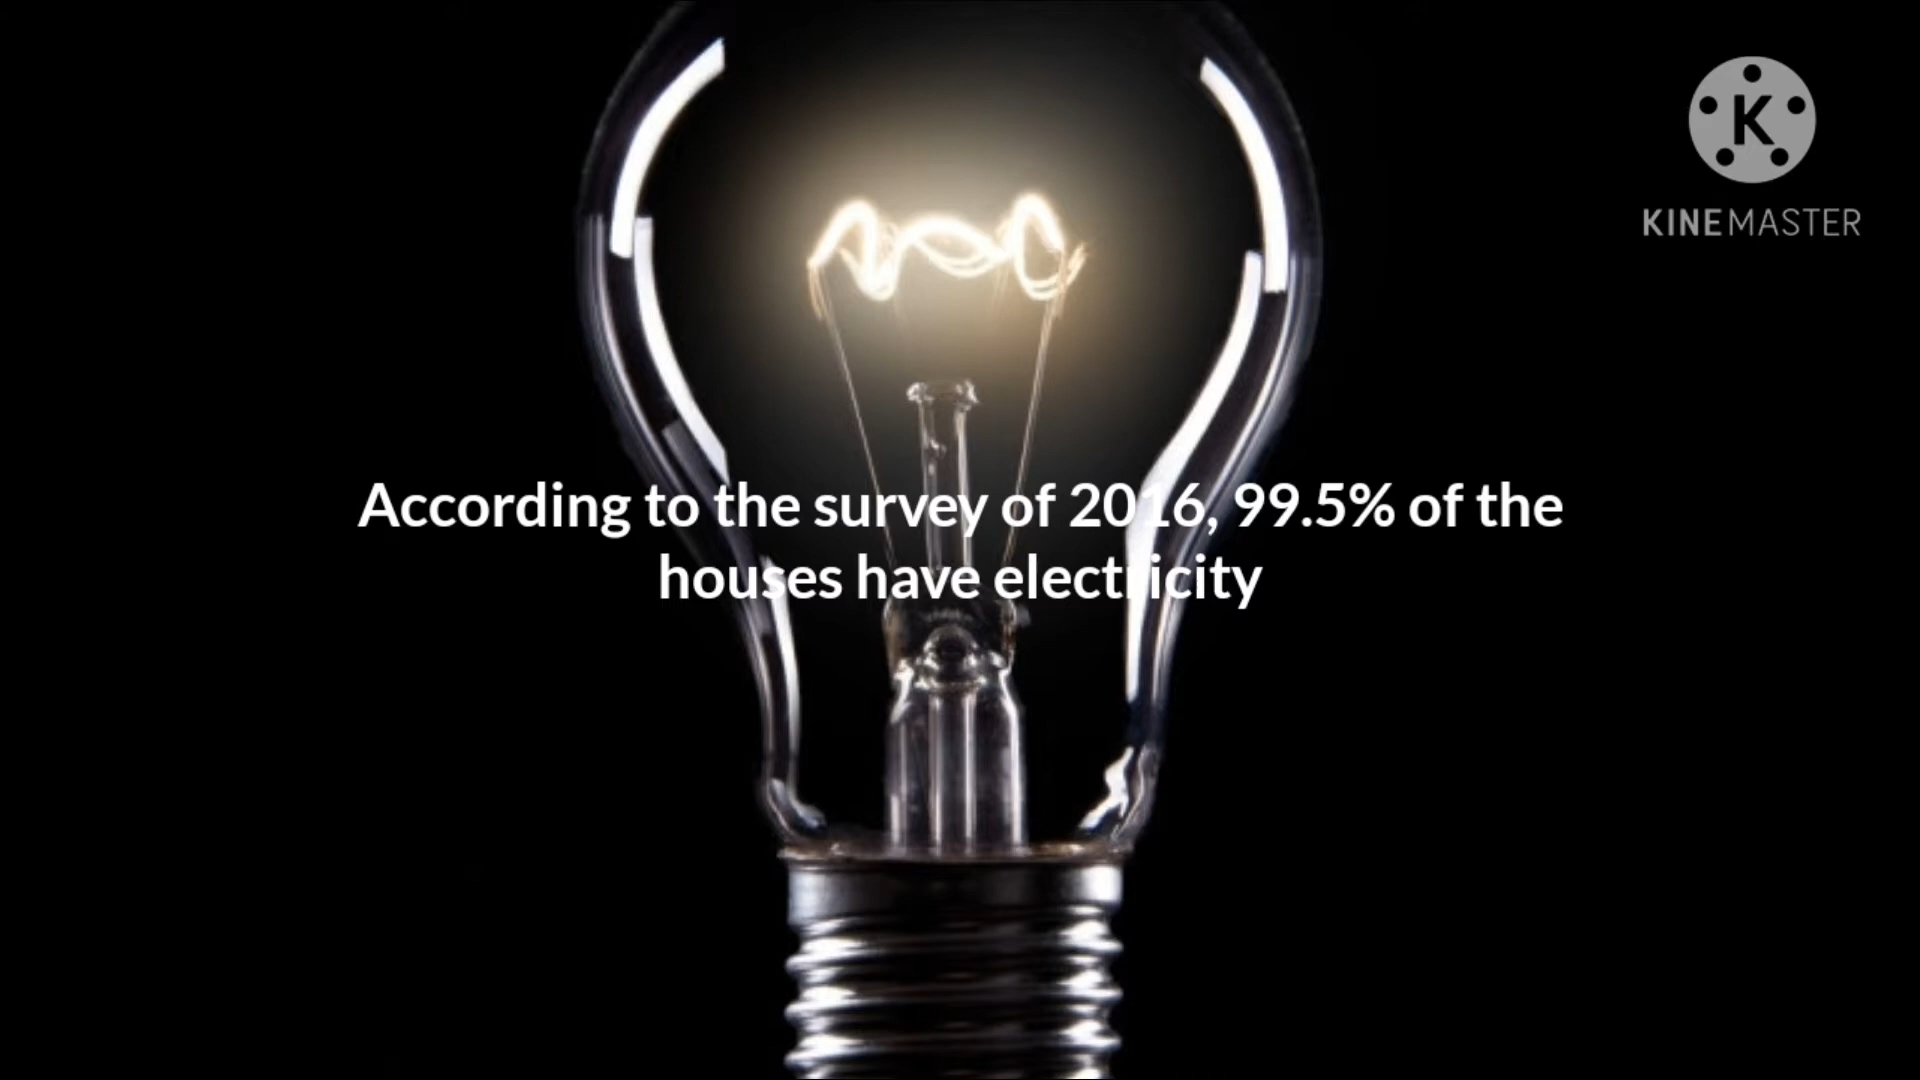 K
KINEMASTER
According to the survey of 2016, 99.5% of the
houses have electricity